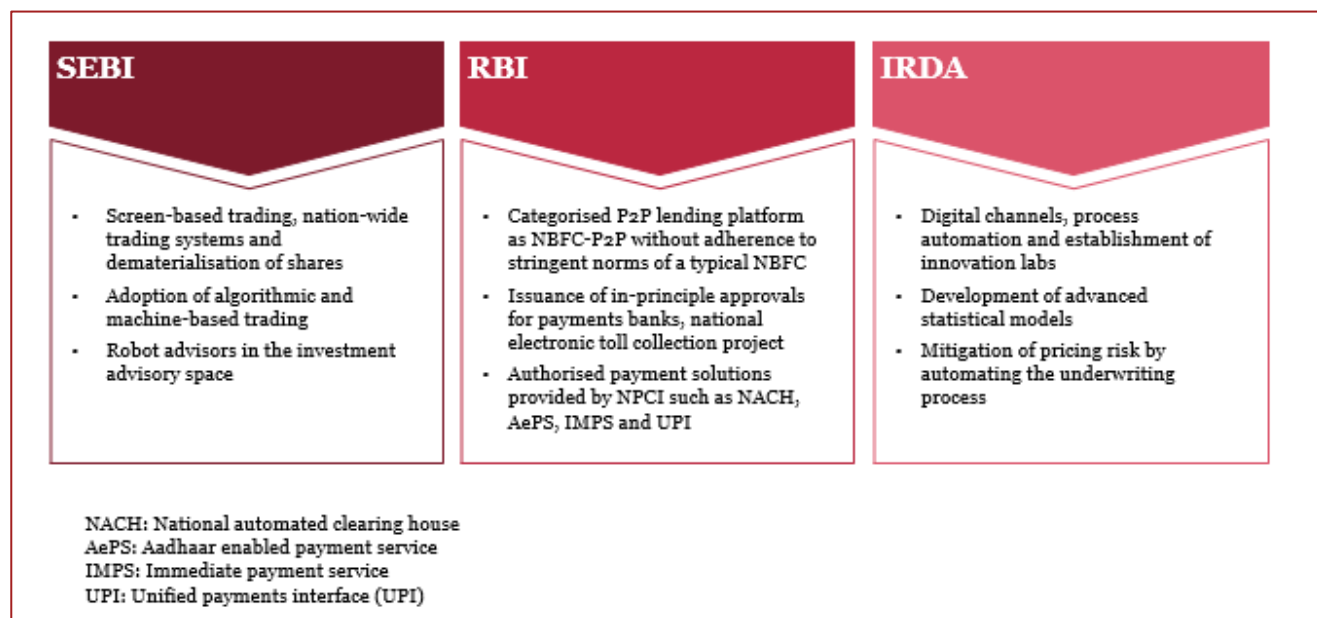 SEBI
• Screen-based trading, nation-wide
trading systems and
dematerialisation of shares
• Adoption of algorithmic and
machine-based trading
• Robot advisors in the investment
advisory space
RBI
• Categorised P2P lending platform
as NBFC-P2P without adherence to
stringent norms of a typical NBFC
• Issuance of in-principle approvals
for payments banks, national
electronic toll collection project
• Authorised payment solutions
provided by NPCI such as NACH,
AePS, IMPS and UPI
IRDA
• Digital channels, process
automation and establishment of
innovation labs
• Development of advanced
statistical models
• Mitigation of pricing risk by
automating the underwriting
process
NACH: National automated clearing house
AePS: Aadhaar enabled payment service
IMPS: Immediate payment service
UPI: Unified payments interface (UPI)